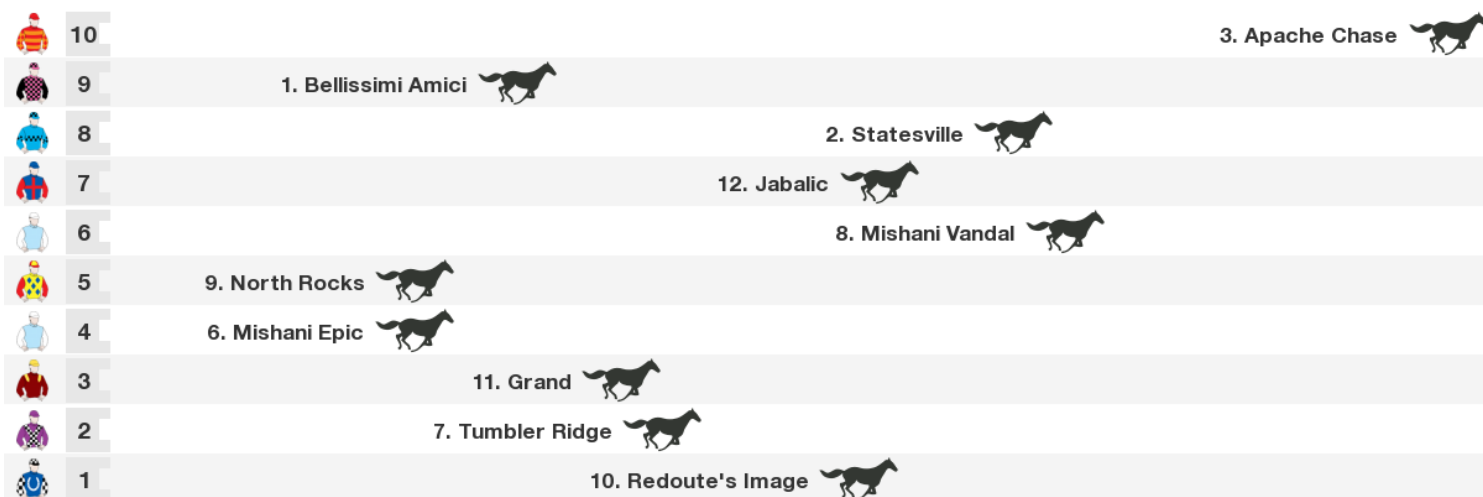 10 3. Apache Chase
9 1. Bellissimi Amici
8 2. Statesville
7 12. Jabalic
6 8. Mishani Vandal
5 9. North Rocks
4 6. Mishani Epic
3 11. Grand
2 7. Tumbler Ridge
1 10. Redoute's Image